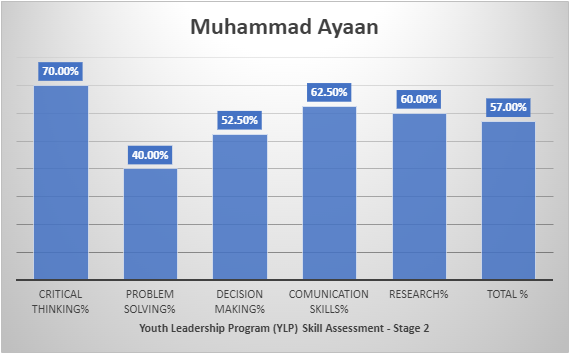 Muhammad Ayaan
70.00%
40.00%
52.50%
62.50%
60.00%
57.00%
CRITICAL
THINKING%
PROBLEM
SOLVING%
DECISION
MAKING%
COMUNICATION
SKILLS%
RESEARCH%
TOTAL %
Youth Leadership Program (YLP) Skill Assessment - Stage 2